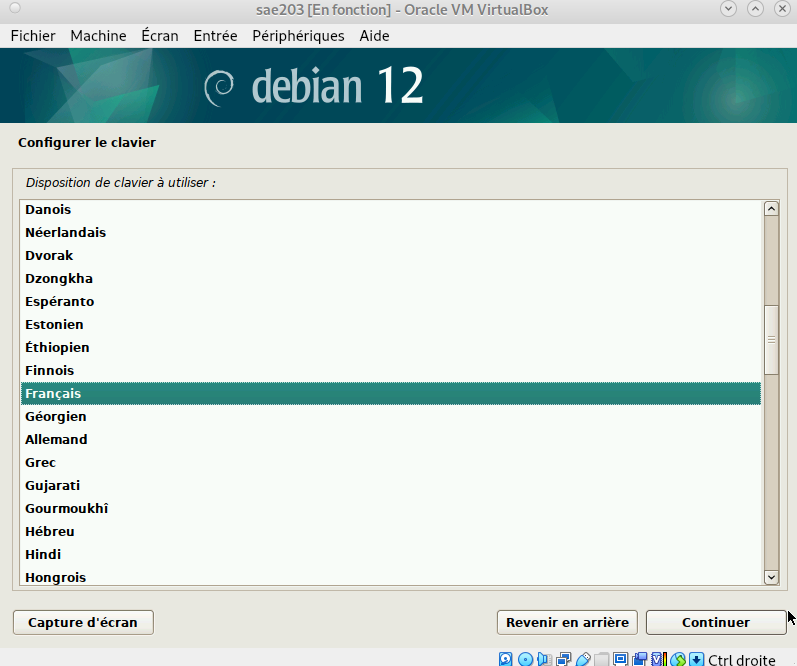 sae203 [En fonction] - Oracle VM VirtualBox
Fichier Machine Écran Entrée Périphériques Aide
debian 12
Configurer le clavier
Disposition de clavier à utiliser :
Danois
Néerlandais
Dvorak
Dzongkha
Espéranto
Estonien
Éthiopien
Finnois
Français
Géorgien
Allemand
Grec
Gujarati
Gourmoukhî
Hébreu
Hindi
Hongrois
Capture d'écran Revenir en arrière Continuer
Ctrl droite